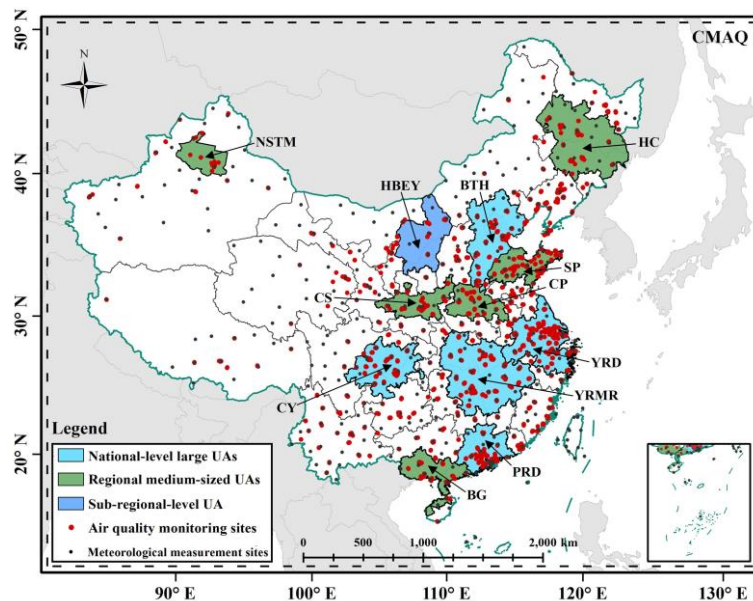 50°N
CMAQ
N
NSTM
HC
40°N
HBEY
BTH
SP
CS
CP
30°N
YRD
CY
YRMR
Legend
20°N
National-level large UAs
Regional medium-sized UAs
PRD
Sub-regional-level UA
BG
Air quality monitoring sites
Meteorological measurement sites
0 500 1,000 2,000 km
90°E 100°E 110°E 120°E 130°E